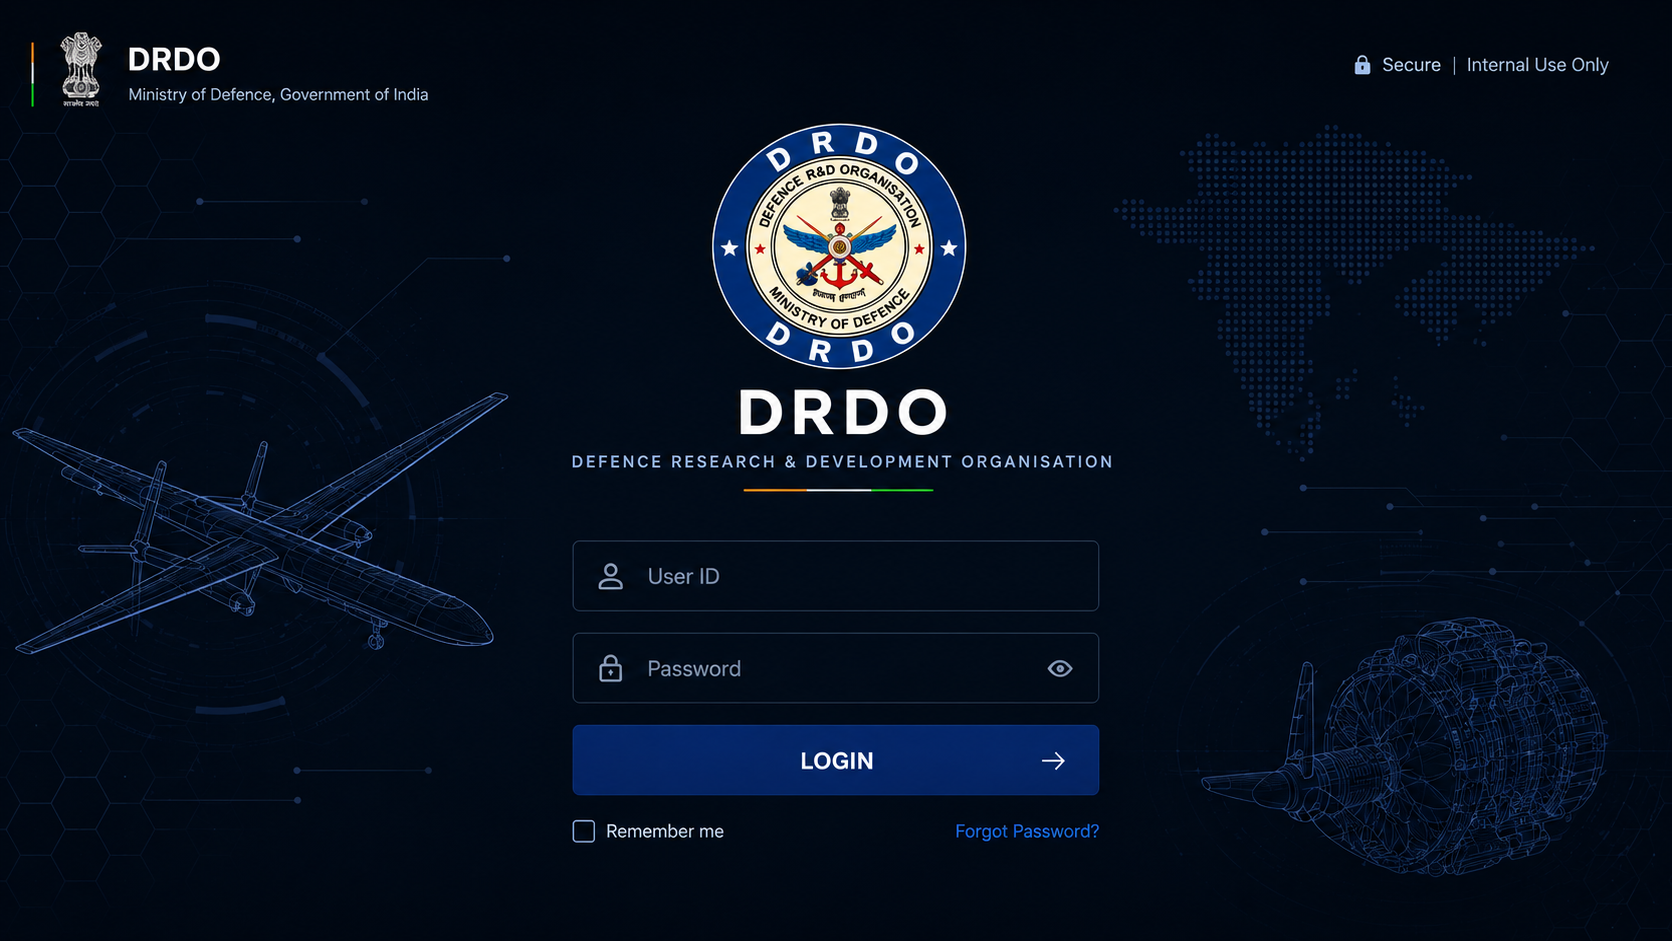 DRDO
Ministry of Defence, Government of India
Secure | Internal Use Only
DRDO
DEFENCE R&D ORGANISATION
MINISTRY OF DEFENCE
DRDO
DRDO
DEFENCE RESEARCH & DEVELOPMENT ORGANISATION
User ID
Password
LOGIN
Remember me
Forgot Password?